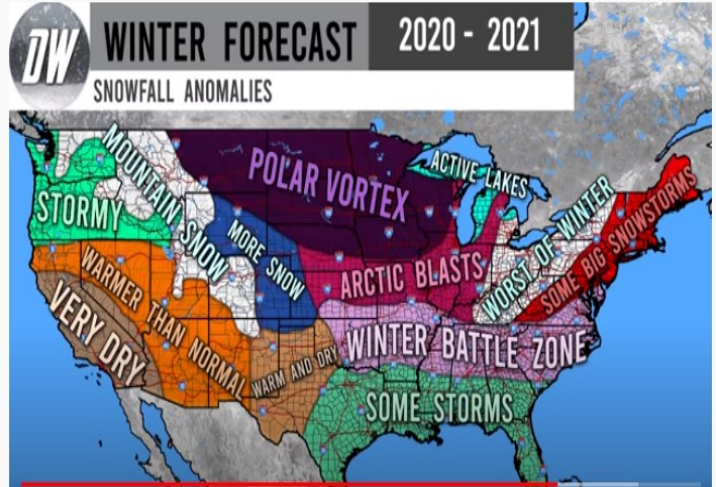 DW
WINTER FORECAST
2020 - 2021
SNOWFALL ANOMALIES
MOUNTAIN SNOW
POLAR VORTEX
ACTIVE LAKES
STORMY
MORE SNOW
WORST OF WINTER
SOME BIG SNOWSTORMS
ARCTIC BLASTS
WARMER THAN NORMAL
VERY DRY
WARM AND DRY
WINTER BATTLE ZONE
SOME STORMS